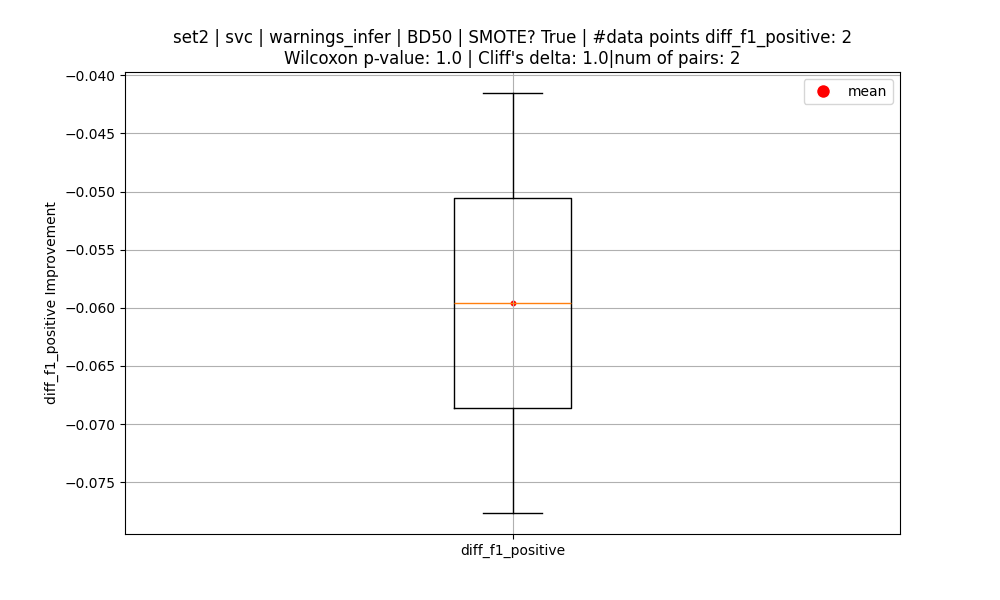 set2 | svc | warnings_infer | BD50 | SMOTE? True | #data points diff_f1_positive: 2
Wilcoxon p-value: 1.0 | Cliff's delta: 1.0|num of pairs: 2
mean
diff_f1_positive Improvement
−0.040
−0.045
−0.050
−0.055
−0.060
−0.065
−0.070
−0.075
diff_f1_positive